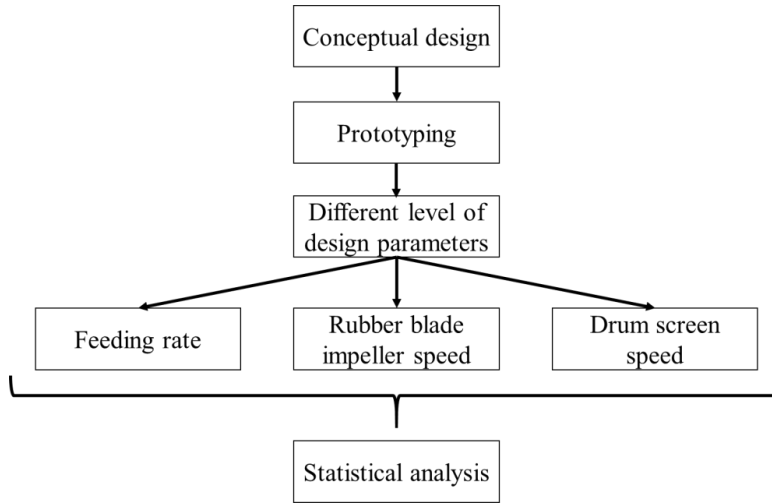 Conceptual design
Prototyping
Different level of
design parameters
Feeding rate
Rubber blade
impeller speed
Drum screen
speed
Statistical analysis